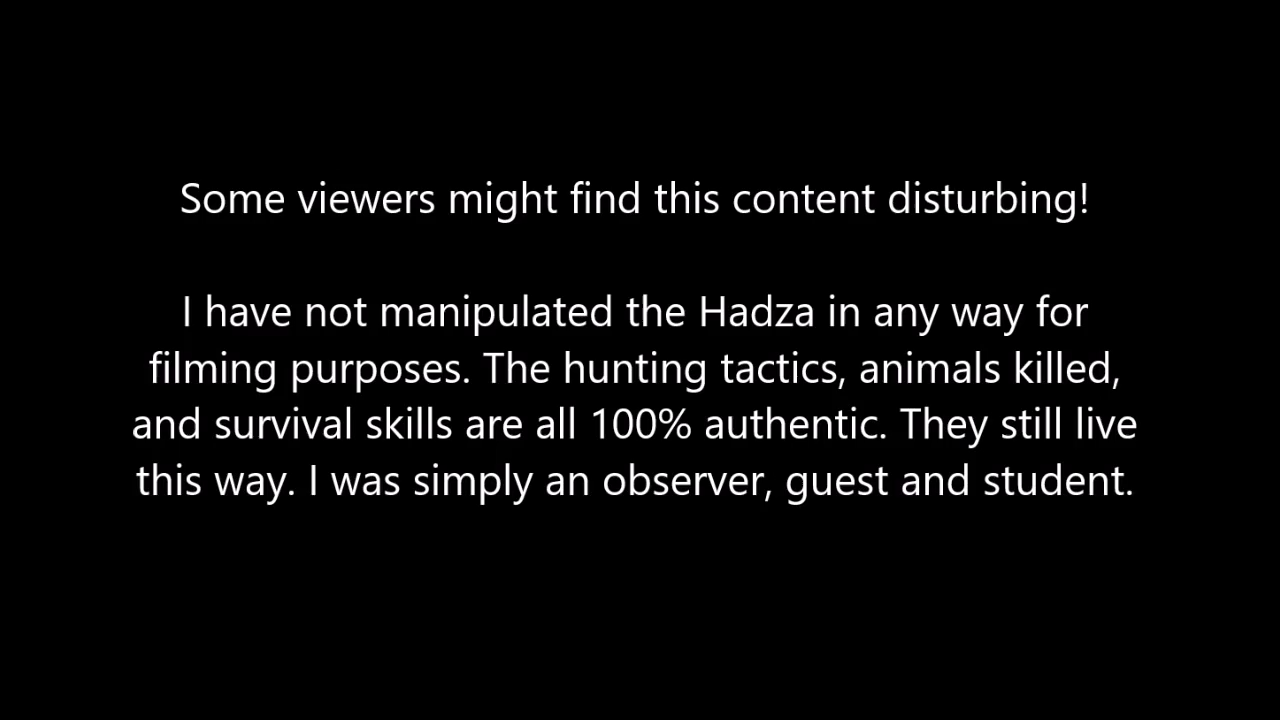 Some viewers might find this content disturbing!
I have not manipulated the Hadza in any way for
filming purposes. The hunting tactics, animals killed,
and survival skills are all 100% authentic. They still live
this way. I was simply an observer, guest and student.